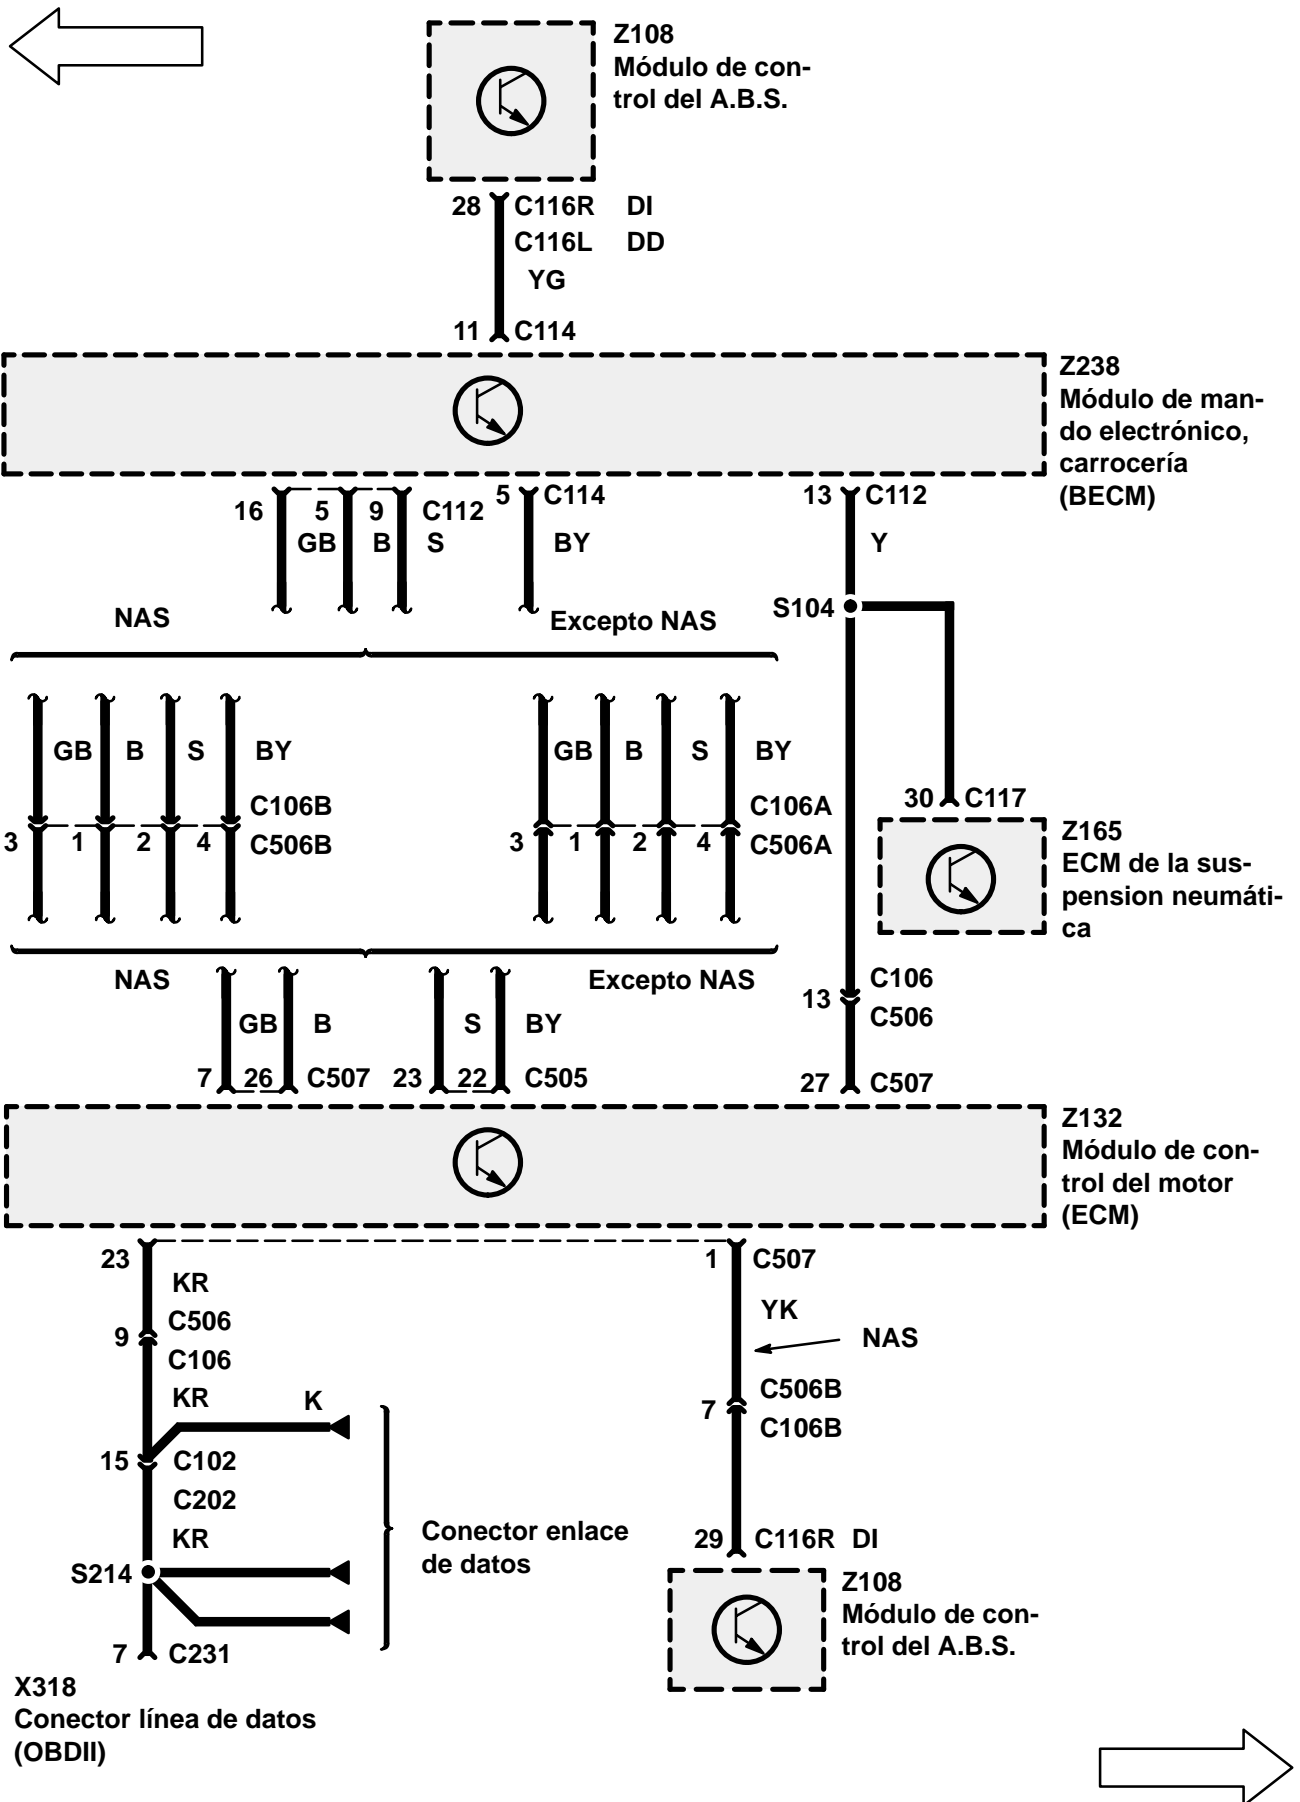 Z108
Módulo de con-
trol del A.B.S.
28 C116R DI
C116L DD
YG
11 C114
Z238
Módulo de man-
do electrónico,
carrocería
(BECM)
16 5 9 C112 5 C114 13 C112
GB B S BY Y
NAS Excepto NAS S104
GB B S BY GB B S BY
C106B C106A 30 C117
3 1 2 4 C506B 3 1 2 4 C506A
Z165
ECM de la sus-
pension neumáti-
ca
NAS Excepto NAS
13 C106
C506
GB B S BY
7 26 C507 23 22 C505 27 C507
Z132
Módulo de con-
trol del motor
(ECM)
23 1 C507
KR YK
C506 NAS
9
C106
KR K C506B
7
C106B
15 C102
C202
KR
Conector enlace
de datos
29 C116R DI
S214
Z108
Módulo de con-
trol del A.B.S.
7 C231
X318
Conector línea de datos
(OBDII)